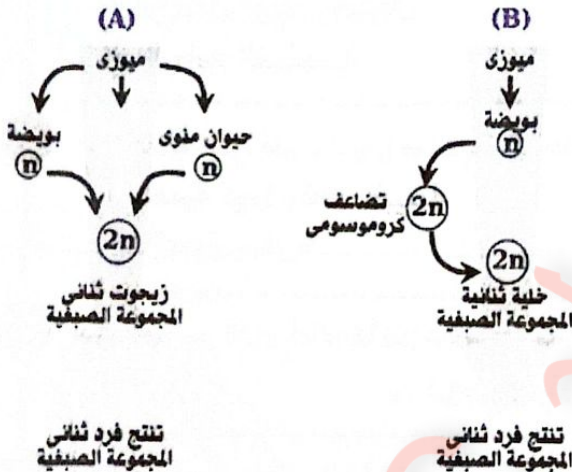 (A)
ميوزى
بويضة
n
حيوان منوى
n
2n
زيجوت ثنائى
المجموعة الصبغية
تنتج فرد ثنائى
المجموعة الصبغية
(B)
ميوزى
بويضة
n
تضاعف
كروموسومى
2n
2n
خلية ثنائية
المجموعة الصبغية
تنتج فرد ثنائى
المجموعة الصبغية